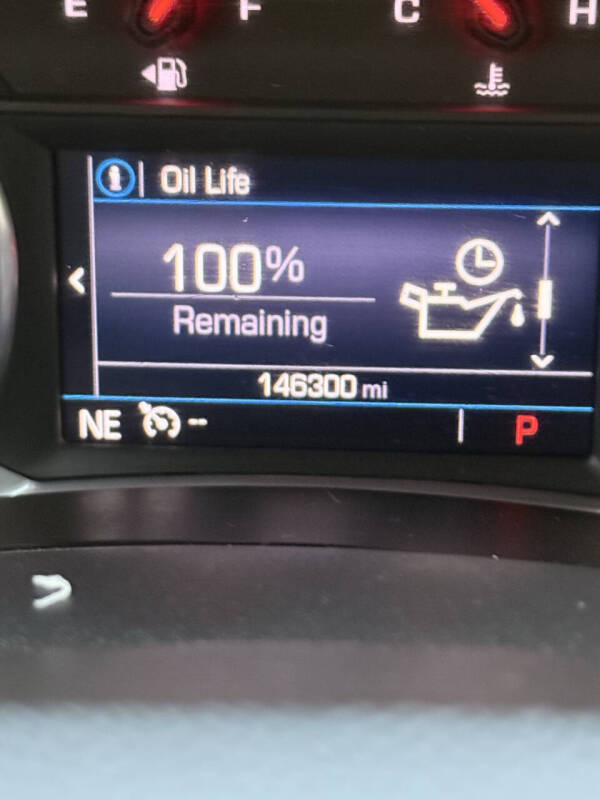 E F C H
i Oil Life
100%
Remaining
146300 mi
NE -- P